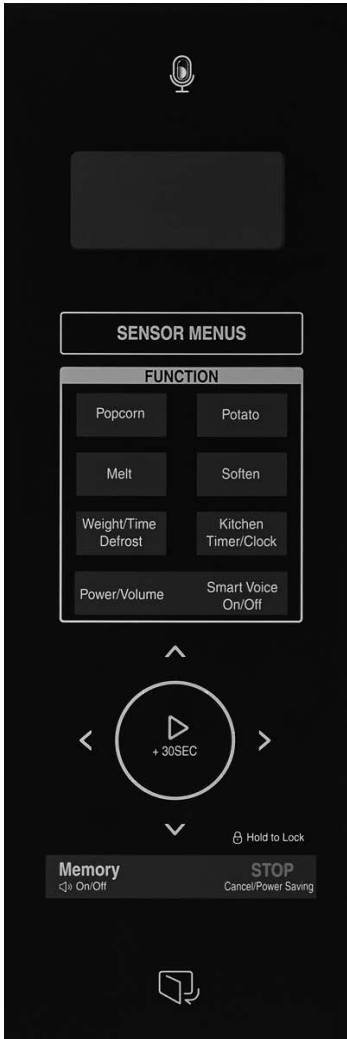 SENSOR MENUS
FUNCTION
Popcorn
Potato
Melt
Soften
Weight/Time
Defrost
Kitchen
Timer/Clock
Power/Volume
Smart Voice
On/Off
+ 30SEC
Hold to Lock
Memory
On/Off
STOP
Cancel/Power Saving